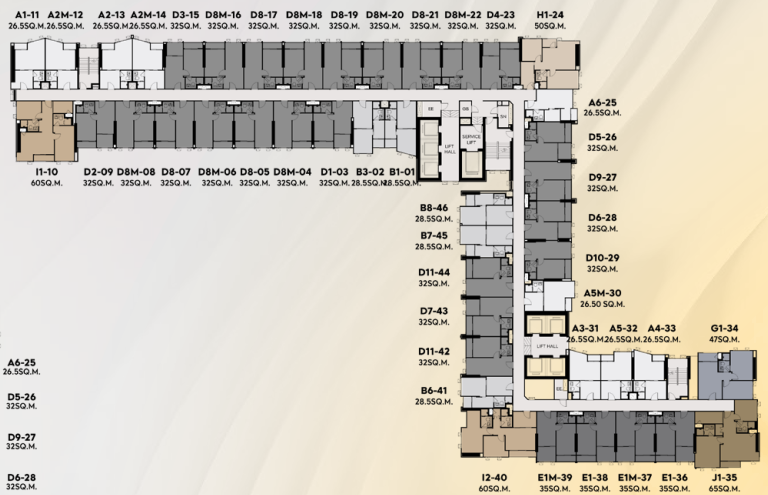 A1-11 A2M-12 A2-13 A2M-14 D3-15 D8M-16 D8-17 D8M-18 D8-19 D8M-20 D8-21 D8M-22 D4-23 H1-24
26.5SQ.M. 26.5SQ.M. 26.5SQ.M. 26.5SQ.M. 32SQ.M. 32SQ.M. 32SQ.M. 32SQ.M. 32SQ.M. 32SQ.M. 32SQ.M. 32SQ.M. 32SQ.M. 50SQ.M.
A6-25
26.5SQ.M.
LIFT
HALL
SERVICE
LIFT
D5-26
32SQ.M.
I1-10 D2-09 D8M-08 D8-07 D8M-06 D8-05 D8M-04 D1-03 B3-02 B1-01
60SQ.M. 32SQ.M. 32SQ.M. 32SQ.M. 32SQ.M. 32SQ.M. 32SQ.M. 32SQ.M. 28.5SQ.M. 28.5SQ.M.
D9-27
32SQ.M.
B8-46
28.5SQ.M.
D6-28
32SQ.M.
B7-45
28.5SQ.M.
D10-29
32SQ.M.
D11-44
32SQ.M.
A5M-30
26.50 SQ.M.
D7-43
32SQ.M.
A3-31 A5-32 A4-33 G1-34
26.5SQ.M. 26.5SQ.M. 26.5SQ.M. 47SQ.M.
LIFT HALL
D11-42
32SQ.M.
B6-41
28.5SQ.M.
A6-25
26.5SQ.M.
D5-26
32SQ.M.
D9-27
32SQ.M.
D6-28
32SQ.M.
I2-40 E1M-39 E1-38 E1M-37 E1-36 J1-35
60SQ.M. 35SQ.M. 35SQ.M. 35SQ.M. 35SQ.M. 65SQ.M.